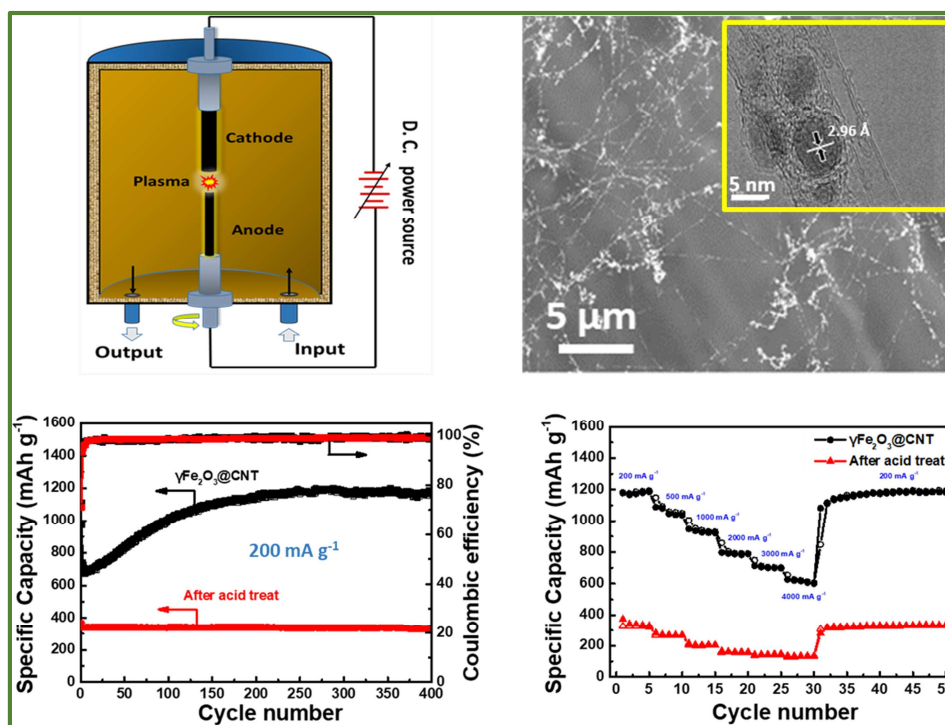 Cathode
Plasma
Anode
Output
Input
D. C. power source
2.96 Å
5 nm
5 µm
1600
1400
1200
1000
800
600
400
200
0
Specific Capacity (mAh g⁻¹)
γFe₂O₃@CNT
200 mA g⁻¹
After acid treat
100
80
60
40
20
0
Coulombic efficiency (%)
0 50 100 150 200 250 300 350 400
Cycle number
1600
1400
1200
1000
800
600
400
200
0
Specific Capacity (mAh g⁻¹)
γFe₂O₃@CNT
After acid treat
200 mA g⁻¹
500 mA g⁻¹
1000 mA g⁻¹
2000 mA g⁻¹
3000 mA g⁻¹
4000 mA g⁻¹
200 mA g⁻¹
0 5 10 15 20 25 30 35 40 45
Cycle number